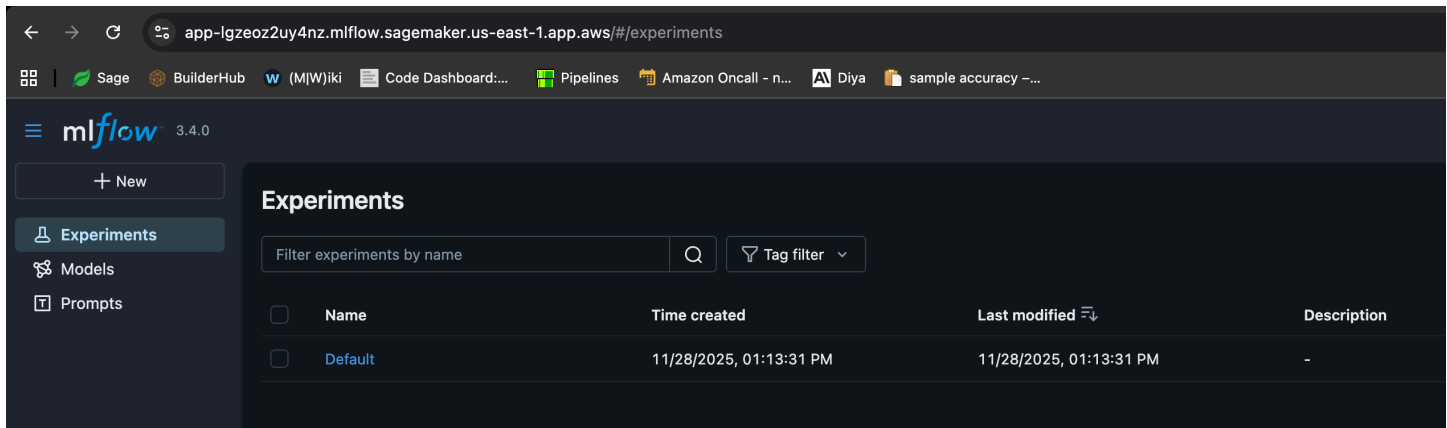 app-lgzeoz2uy4nz.mlflow.sagemaker.us-east-1.app.aws/#/experiments
Sage BuilderHub W (M|W)iki Code Dashboard:... Pipelines Amazon Oncall - n... A\ Diya sample accuracy –...
mlflow™ 3.4.0
+ New
Experiments
Models
Prompts
Experiments
Filter experiments by name Tag filter
Name Time created Last modified Description
Default 11/28/2025, 01:13:31 PM 11/28/2025, 01:13:31 PM -